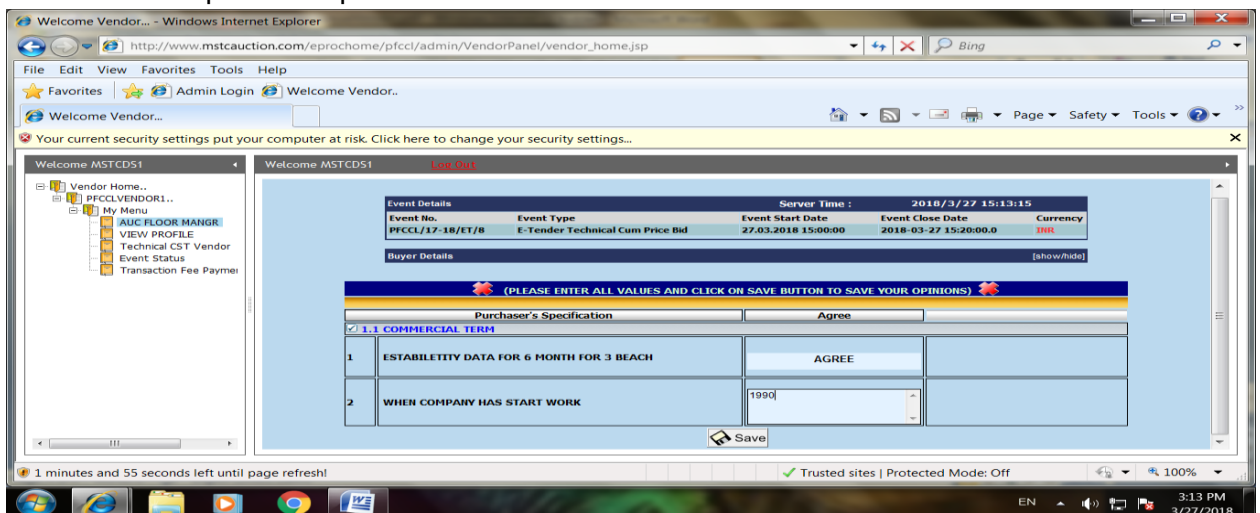 Welcome Vendor... - Windows Internet Explorer
http://www.mstcauction.com/eprochome/pfccl/admin/VendorPanel/vendor_home.jsp
Bing
File Edit View Favorites Tools Help
Favorites Admin Login Welcome Vendor..
Welcome Vendor... Page Safety Tools
Your current security settings put your computer at risk. Click here to change your security settings...
Welcome MSTCDS1
Welcome MSTCDS1 Log Out
Vendor Home..
PFCCLVENDOR1..
My Menu
AUC FLOOR MANGR
VIEW PROFILE
Technical CST Vendor
Event Status
Transaction Fee Paymer
Event Details Server Time : 2018/3/27 15:13:15
Event No. Event Type Event Start Date Event Close Date Currency
PFCCL/17-18/ET/8 E-Tender Technical Cum Price Bid 27.03.2018 15:00:00 2018-03-27 15:20:00.0 INR
Buyer Details [show/hide]
(PLEASE ENTER ALL VALUES AND CLICK ON SAVE BUTTON TO SAVE YOUR OPINIONS)
Purchaser's Specification Agree
1.1 COMMERCIAL TERM
1 ESTABILETITY DATA FOR 6 MONTH FOR 3 BEACH AGREE
2 WHEN COMPANY HAS START WORK 1990
Save
1 minutes and 55 seconds left until page refresh! Trusted sites | Protected Mode: Off 100%
EN 3:13 PM
3/27/2018